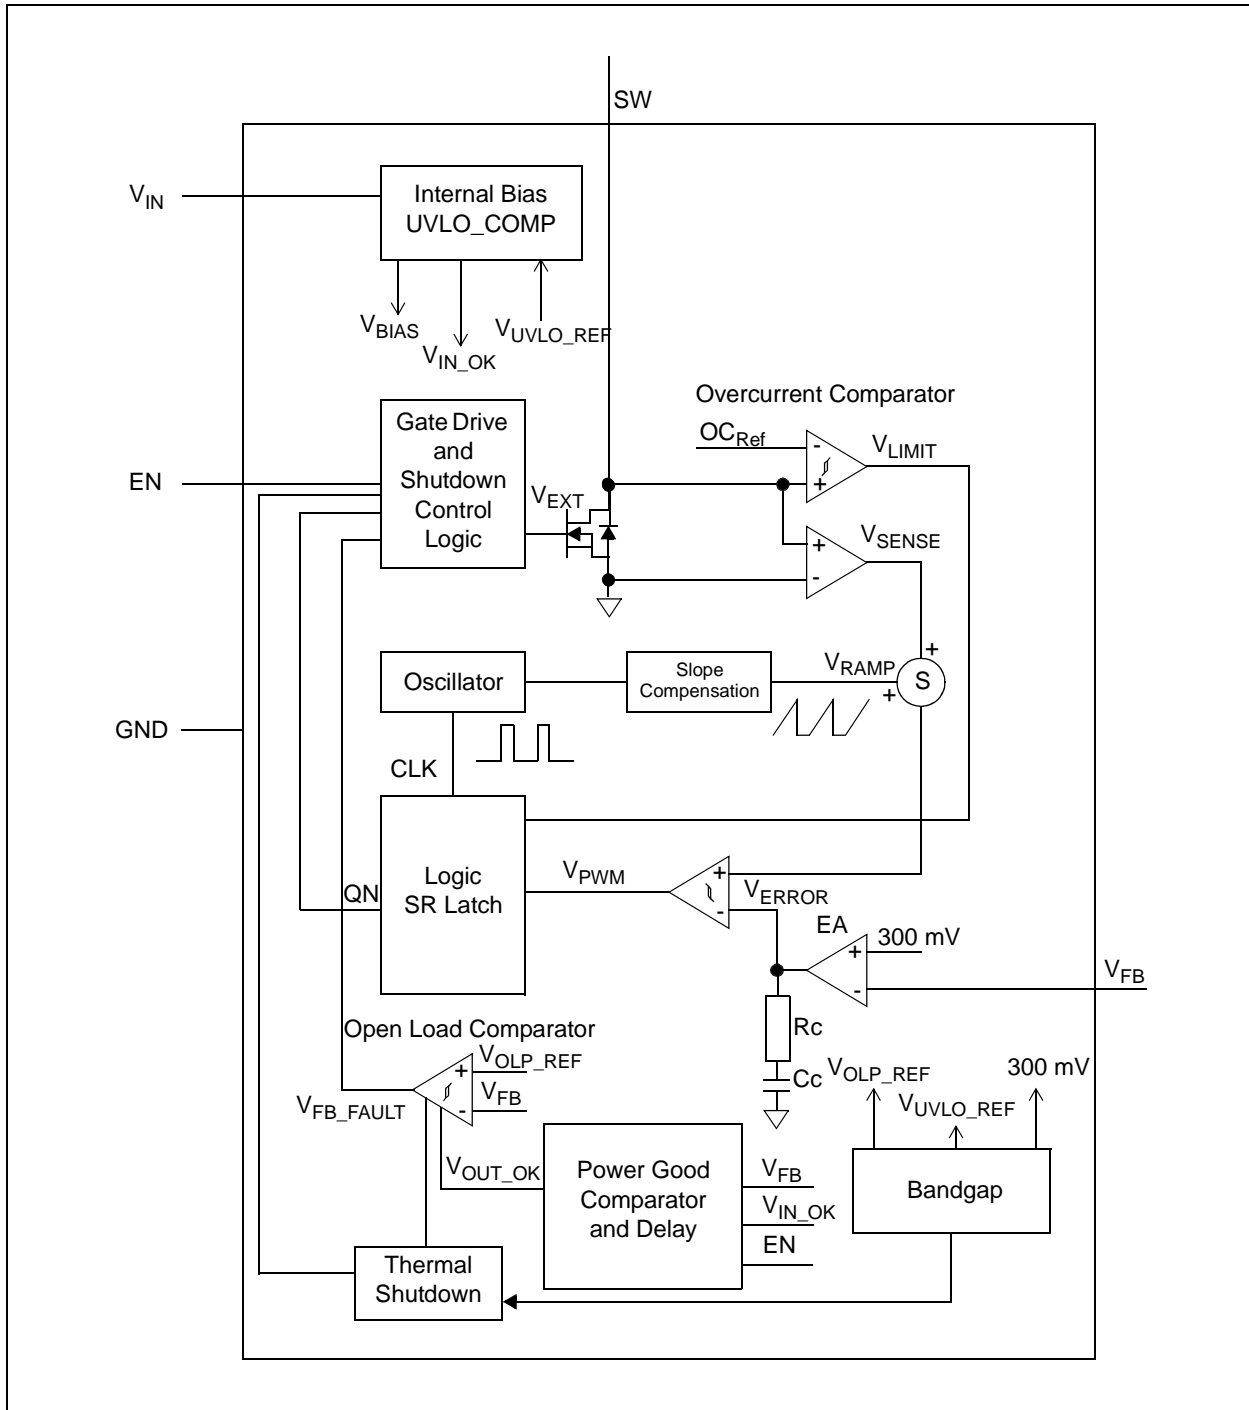 SW
V_IN
Internal Bias
UVLO_COMP
V_BIAS
V_IN_OK
V_UVLO_REF
Overcurrent Comparator
OC_Ref
-
+
V_LIMIT
EN
Gate Drive
and
Shutdown
Control
Logic
V_EXT
+
-
V_SENSE
Oscillator
Slope
Compensation
V_RAMP
+
+
S
GND
CLK
Logic
SR Latch
QN
V_PWM
+
-
V_ERROR
EA
+
-
300 mV
V_FB
Rc
Cc
Open Load Comparator
+
-
V_OLP_REF
V_FB
V_FB_FAULT
V_OUT_OK
Power Good
Comparator
and Delay
V_FB
V_IN_OK
EN
V_OLP_REF
V_UVLO_REF
300 mV
Bandgap
Thermal
Shutdown